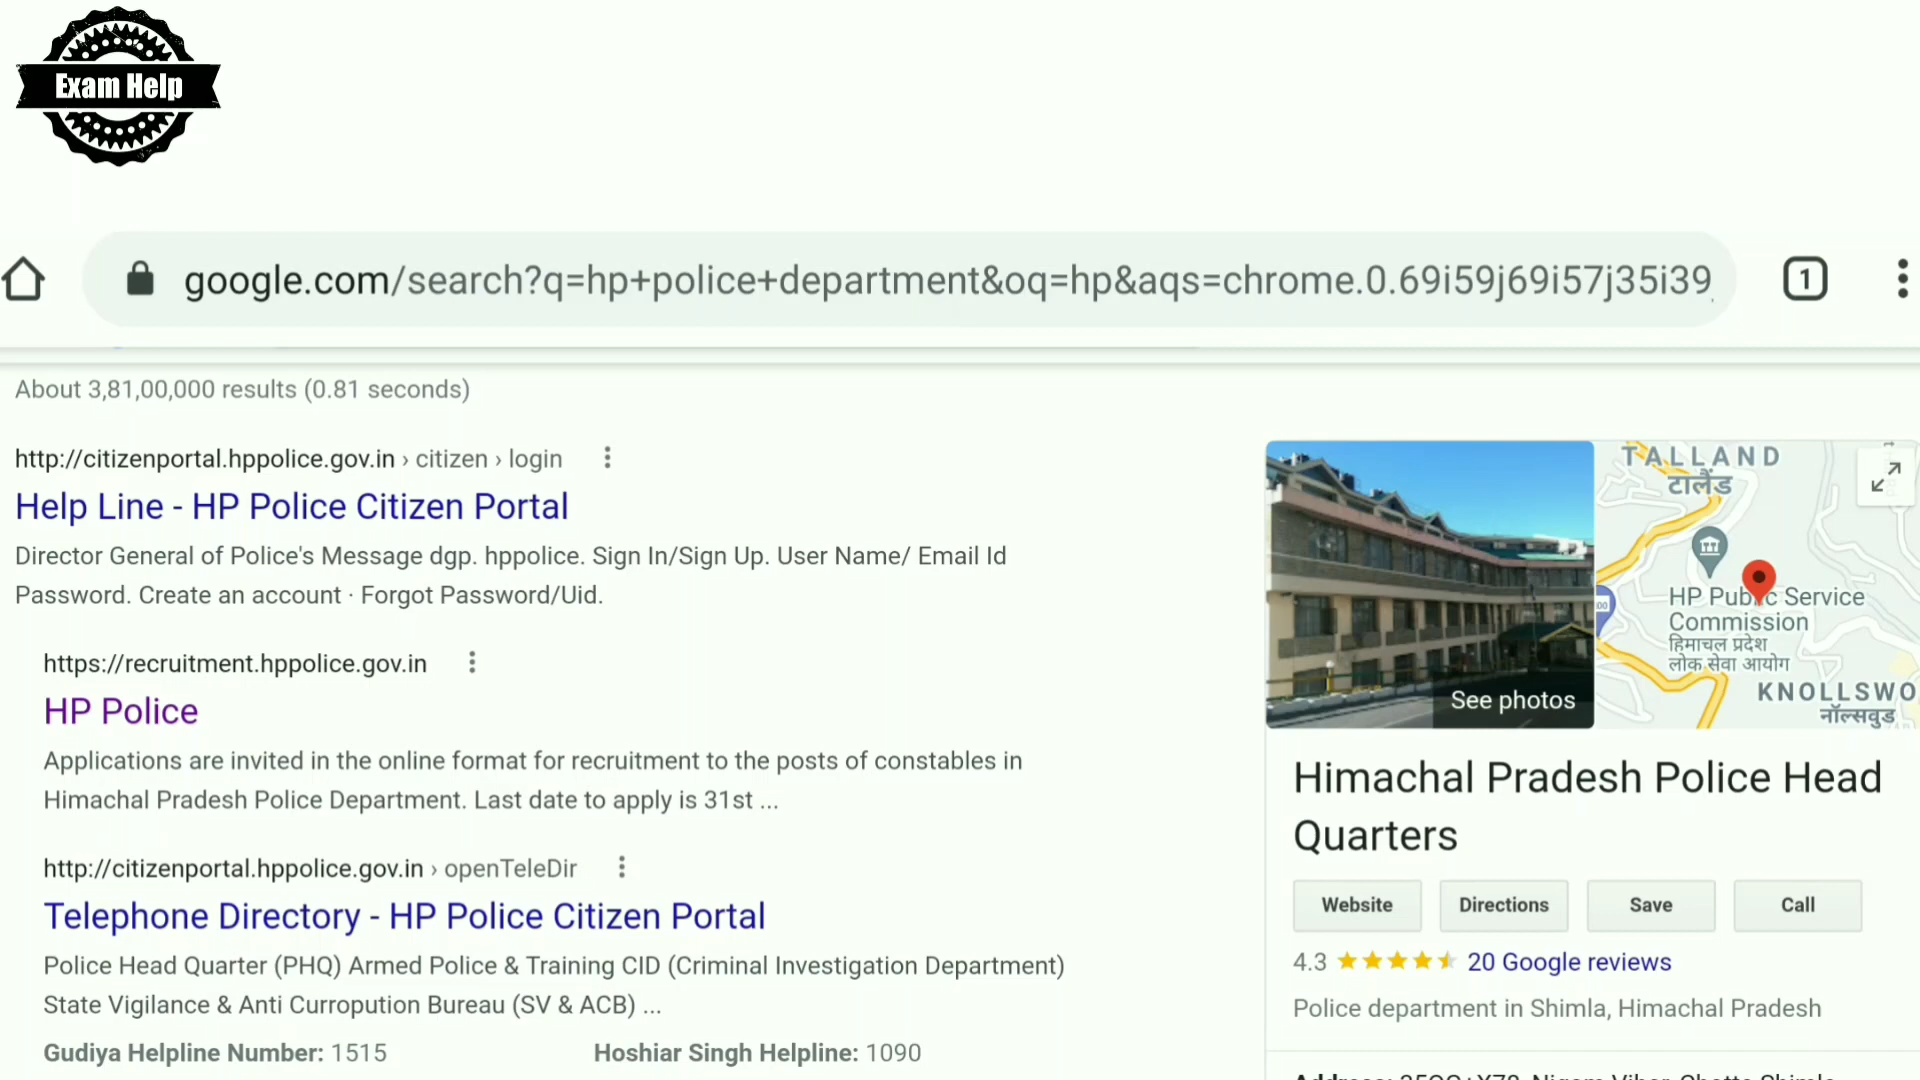 Exam Help
google.com/search?q=hp+police+department&oq=hp&aqs=chrome.0.69i59j69i57j35i39
1
About 3,81,00,000 results (0.81 seconds)
http://citizenportal.hppolice.gov.in › citizen › login
Help Line - HP Police Citizen Portal
Director General of Police's Message dgp. hppolice. Sign In/Sign Up. User Name/ Email Id
Password. Create an account · Forgot Password/Uid.
https://recruitment.hppolice.gov.in
HP Police
Applications are invited in the online format for recruitment to the posts of constables in
Himachal Pradesh Police Department. Last date to apply is 31st ...
http://citizenportal.hppolice.gov.in › openTeleDir
Telephone Directory - HP Police Citizen Portal
Police Head Quarter (PHQ) Armed Police & Training CID (Criminal Investigation Department)
State Vigilance & Anti Curropution Bureau (SV & ACB) ...
Gudiya Helpline Number: 1515
Hoshiar Singh Helpline: 1090
See photos
TALLAND
टालैंड
HP Public Service
Commission
हिमाचल प्रदेश
लोक सेवा आयोग
KNOLLSWO
नॉल्सवुड
Himachal Pradesh Police Head
Quarters
Website
Directions
Save
Call
4.3
20 Google reviews
Police department in Shimla, Himachal Pradesh